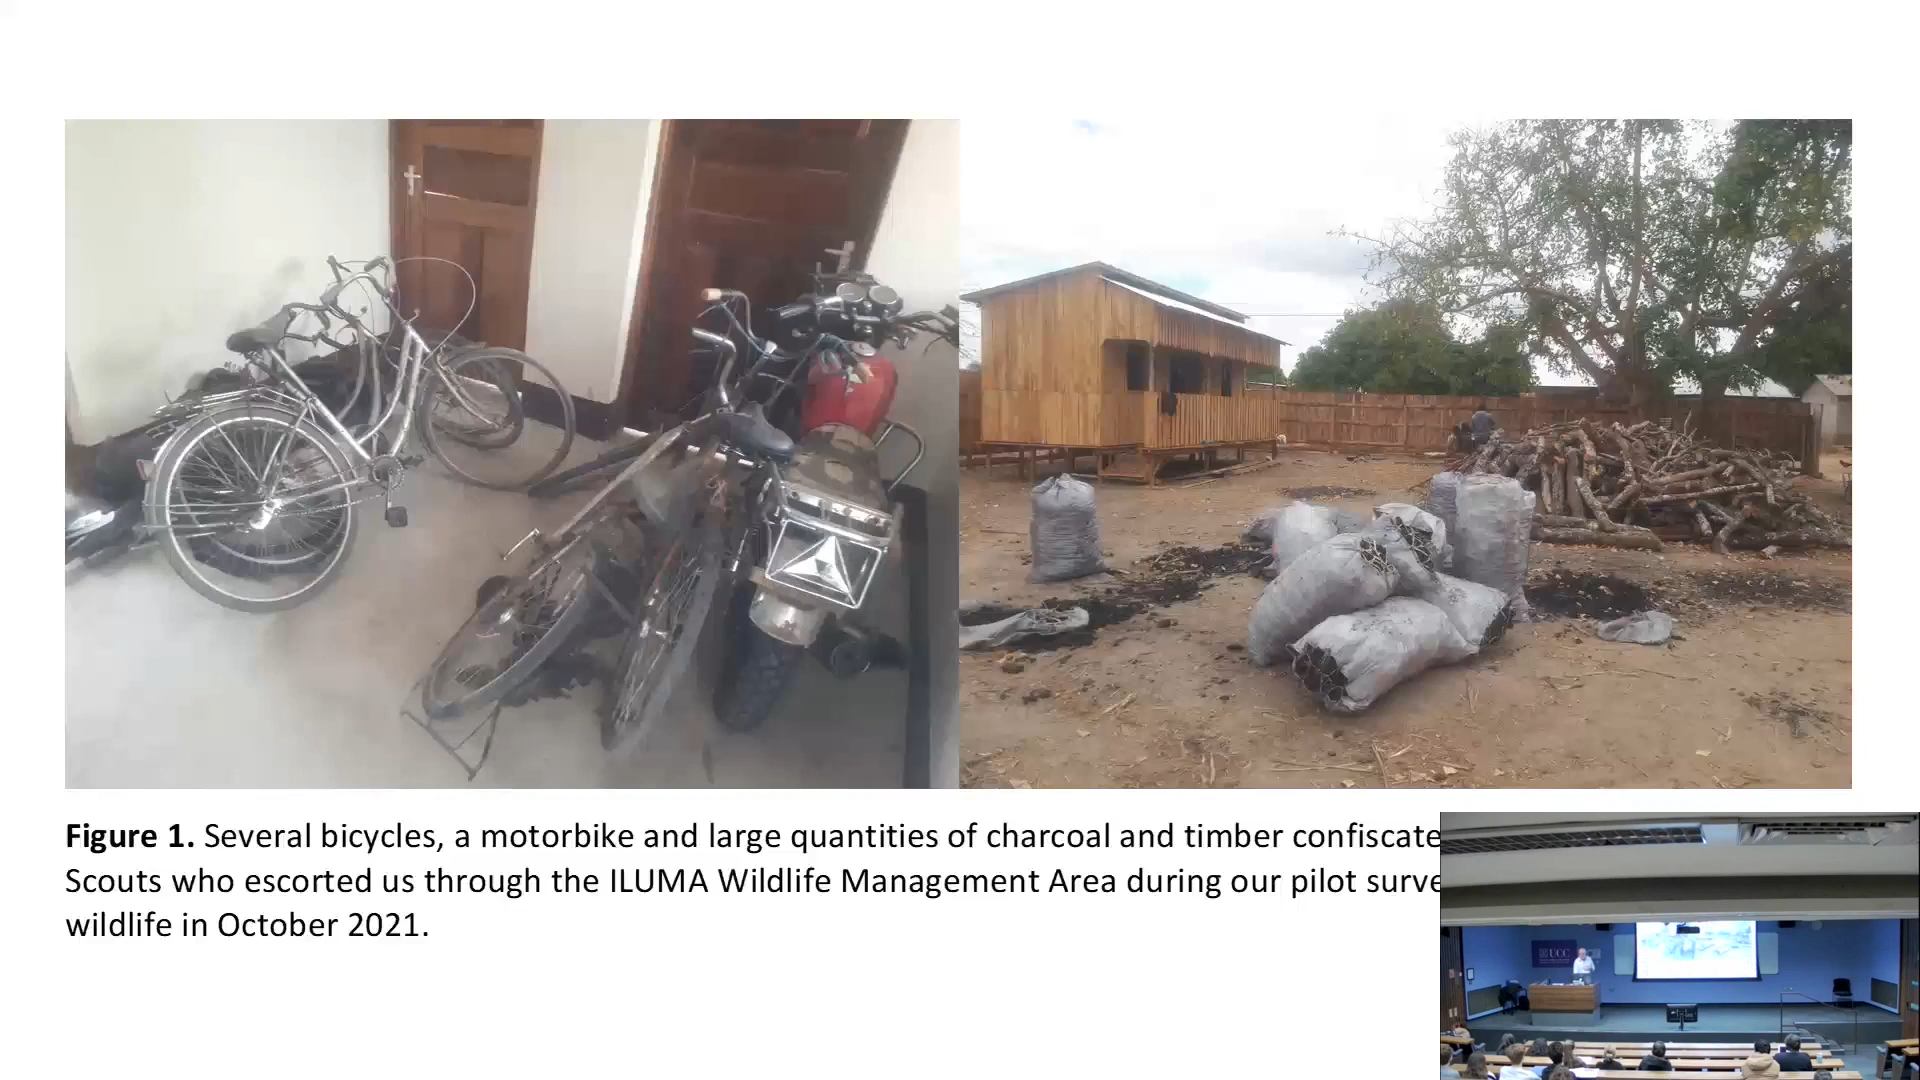 Figure 1. Several bicycles, a motorbike and large quantities of charcoal and timber confiscate
Scouts who escorted us through the ILUMA Wildlife Management Area during our pilot surve
wildlife in October 2021.
UCC